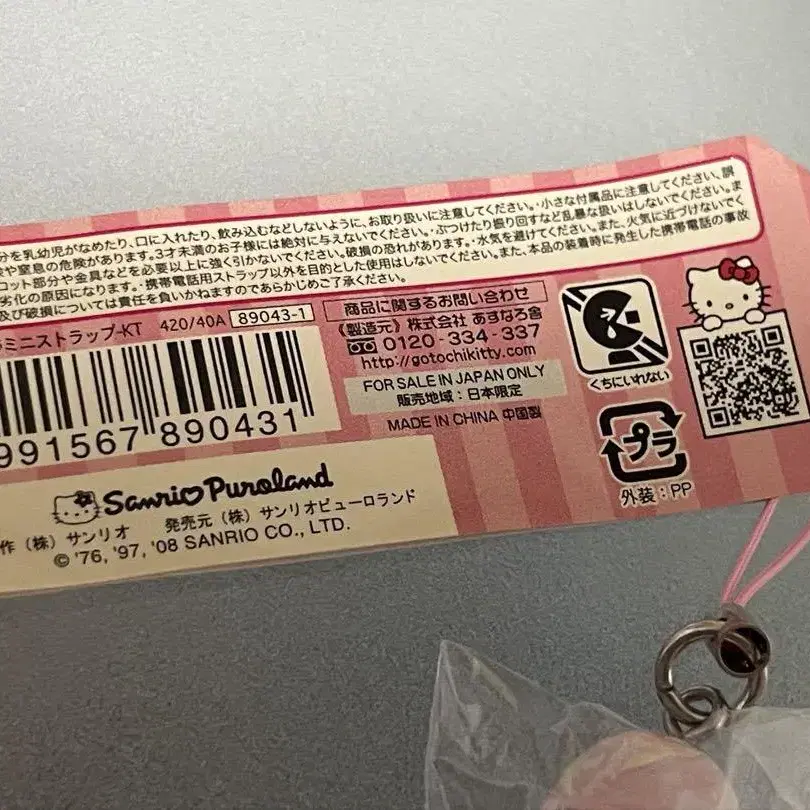 分を乳幼児がなめたり、口に入れたり、飲み込むなどしないように、お取り扱いに注意してください。・小さな付属品に注意してください。誤
や窒息の危険があります。3才未満のお子様には絶対に与えないでください。・ぶつけたり振り回すなど乱暴な扱いはしないでください。ま
ロット部分や金具などを必要以上に強く引かないでください。破損の恐れがあります。・水気を避けてください。また、火気に近づけないでく
劣化の原因になります。・携帯電話用ストラップ以外を目的とした使用はしないでください。また、本品の装着時に発生した携帯電話の事故
及び破損については責任を負いかねますのであらかじめご了承ください。
ミニストラップ-KT 420/40A 89043-1
991567 890431
商品に関するお問い合わせ
《製造元》株式会社 あすなろ舎
0120-334-337
http://gotochikitty.com
FOR SALE IN JAPAN ONLY
販売地域：日本限定
MADE IN CHINA 中国製
くちにいれない
プラ
外装：PP
Sanrio Puroland
作（株）サンリオ 発売元（株）サンリオピューロランド
© '76, '97, '08 SANRIO CO., LTD.